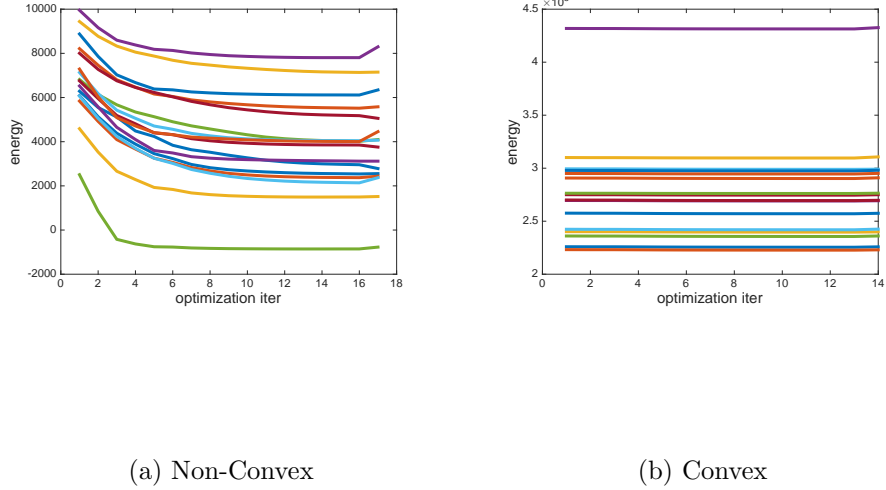 10000
8000
6000
4000
2000
0
-2000
energy
0 2 4 6 8 10 12 14 16 18
optimization iter
4.5
4
3.5
3
2.5
2
energy
0 2 4 6 8 10 12 14
optimization iter
(a) Non-Convex
(b) Convex